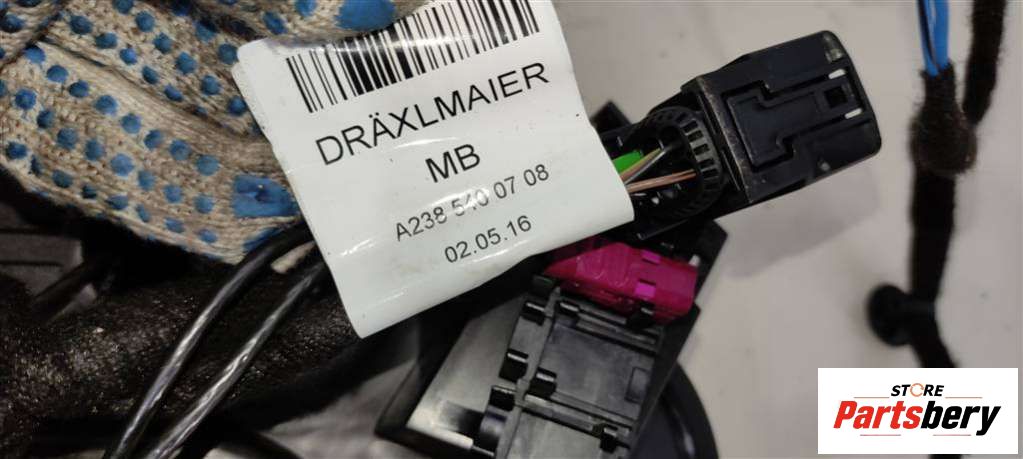 DRÄXLMAIER
MB
A238 540 07 08
02.05.16
STORE
Partsbery